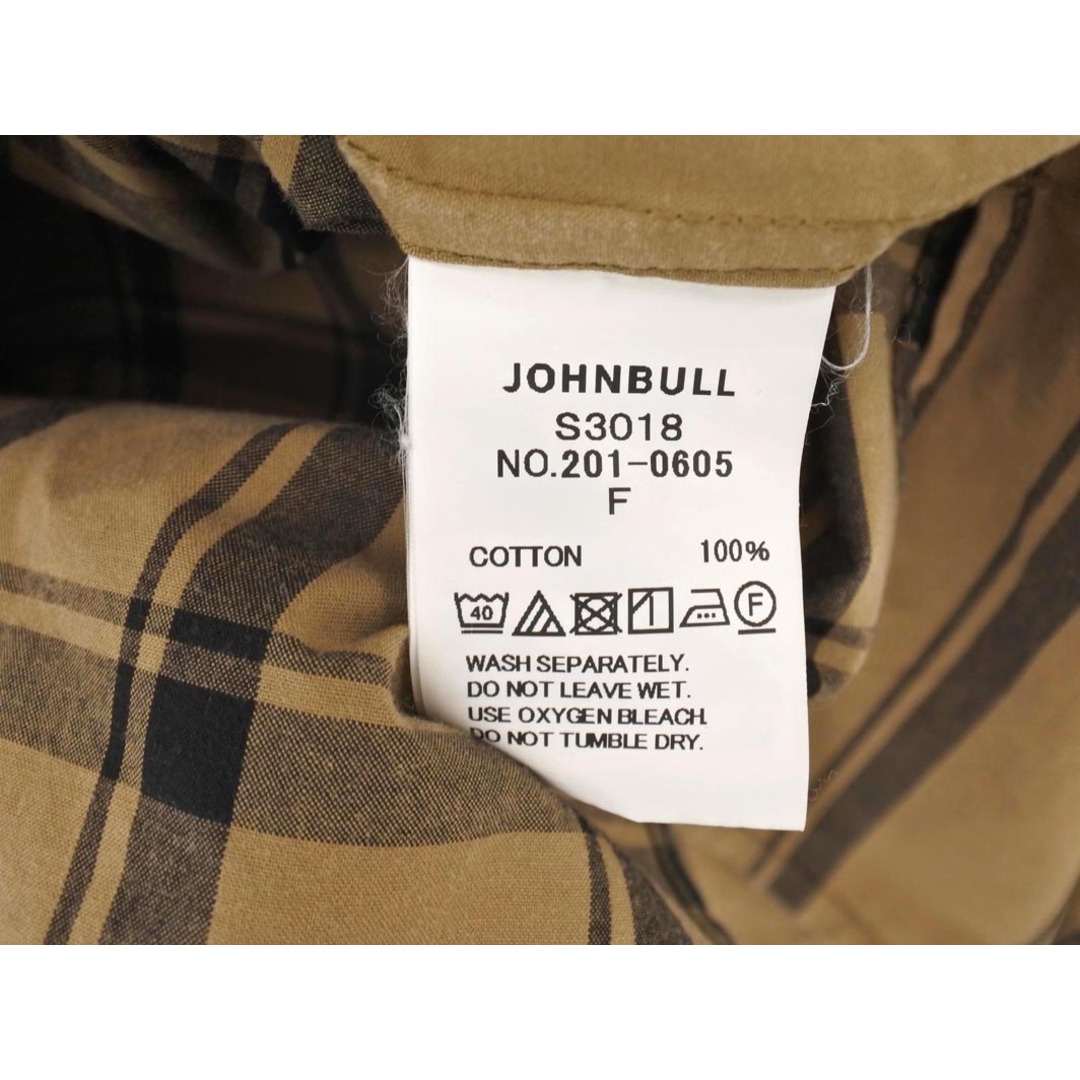 JOHNBULL
S3018
NO.201-0605
F
COTTON 100%
40 F
WASH SEPARATELY.
DO NOT LEAVE WET.
USE OXYGEN BLEACH.
DO NOT TUMBLE DRY.